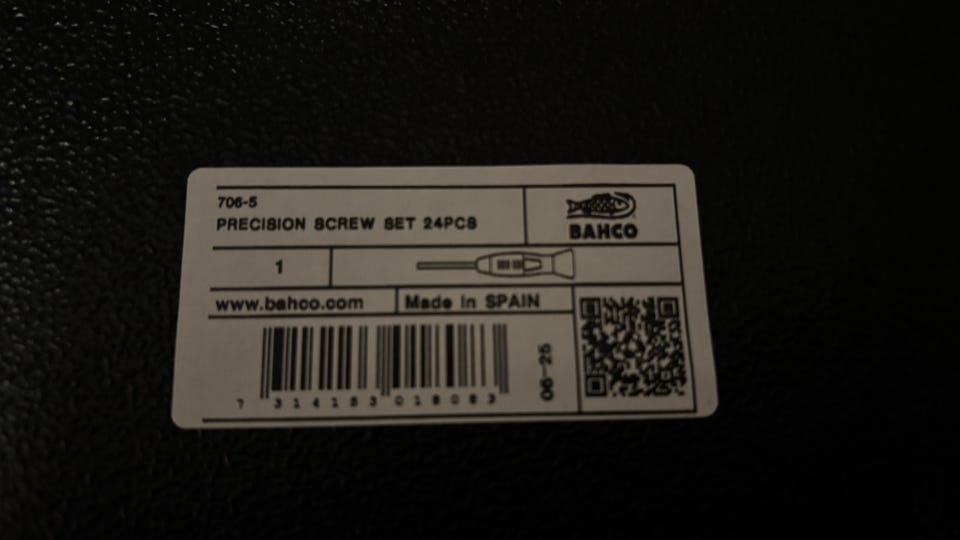 706-5
PRECISION SCREW SET 24PCS
BAHCO
1
www.bahco.com
Made in SPAIN
06-25
7 314153 018083